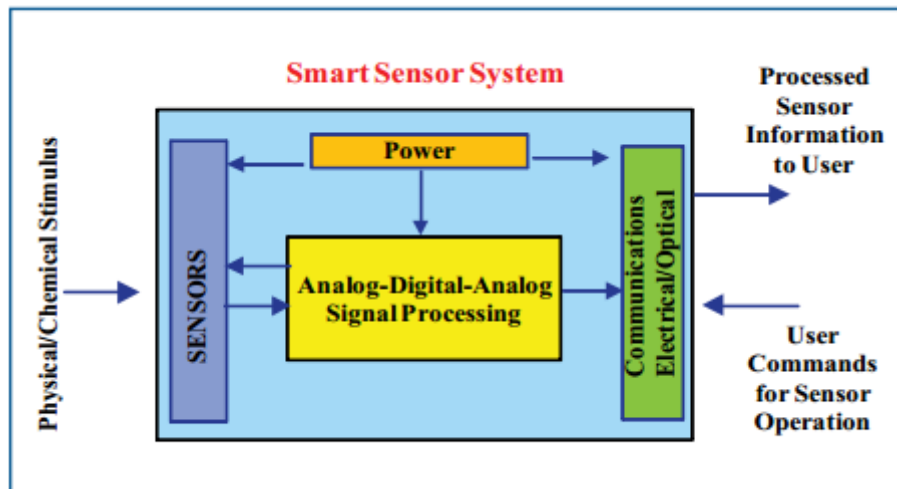 Smart Sensor System
Physical/Chemical Stimulus
SENSORS
Power
Analog-Digital-Analog
Signal Processing
Communications
Electrical/Optical
Processed
Sensor
Information
to User
User
Commands
for Sensor
Operation